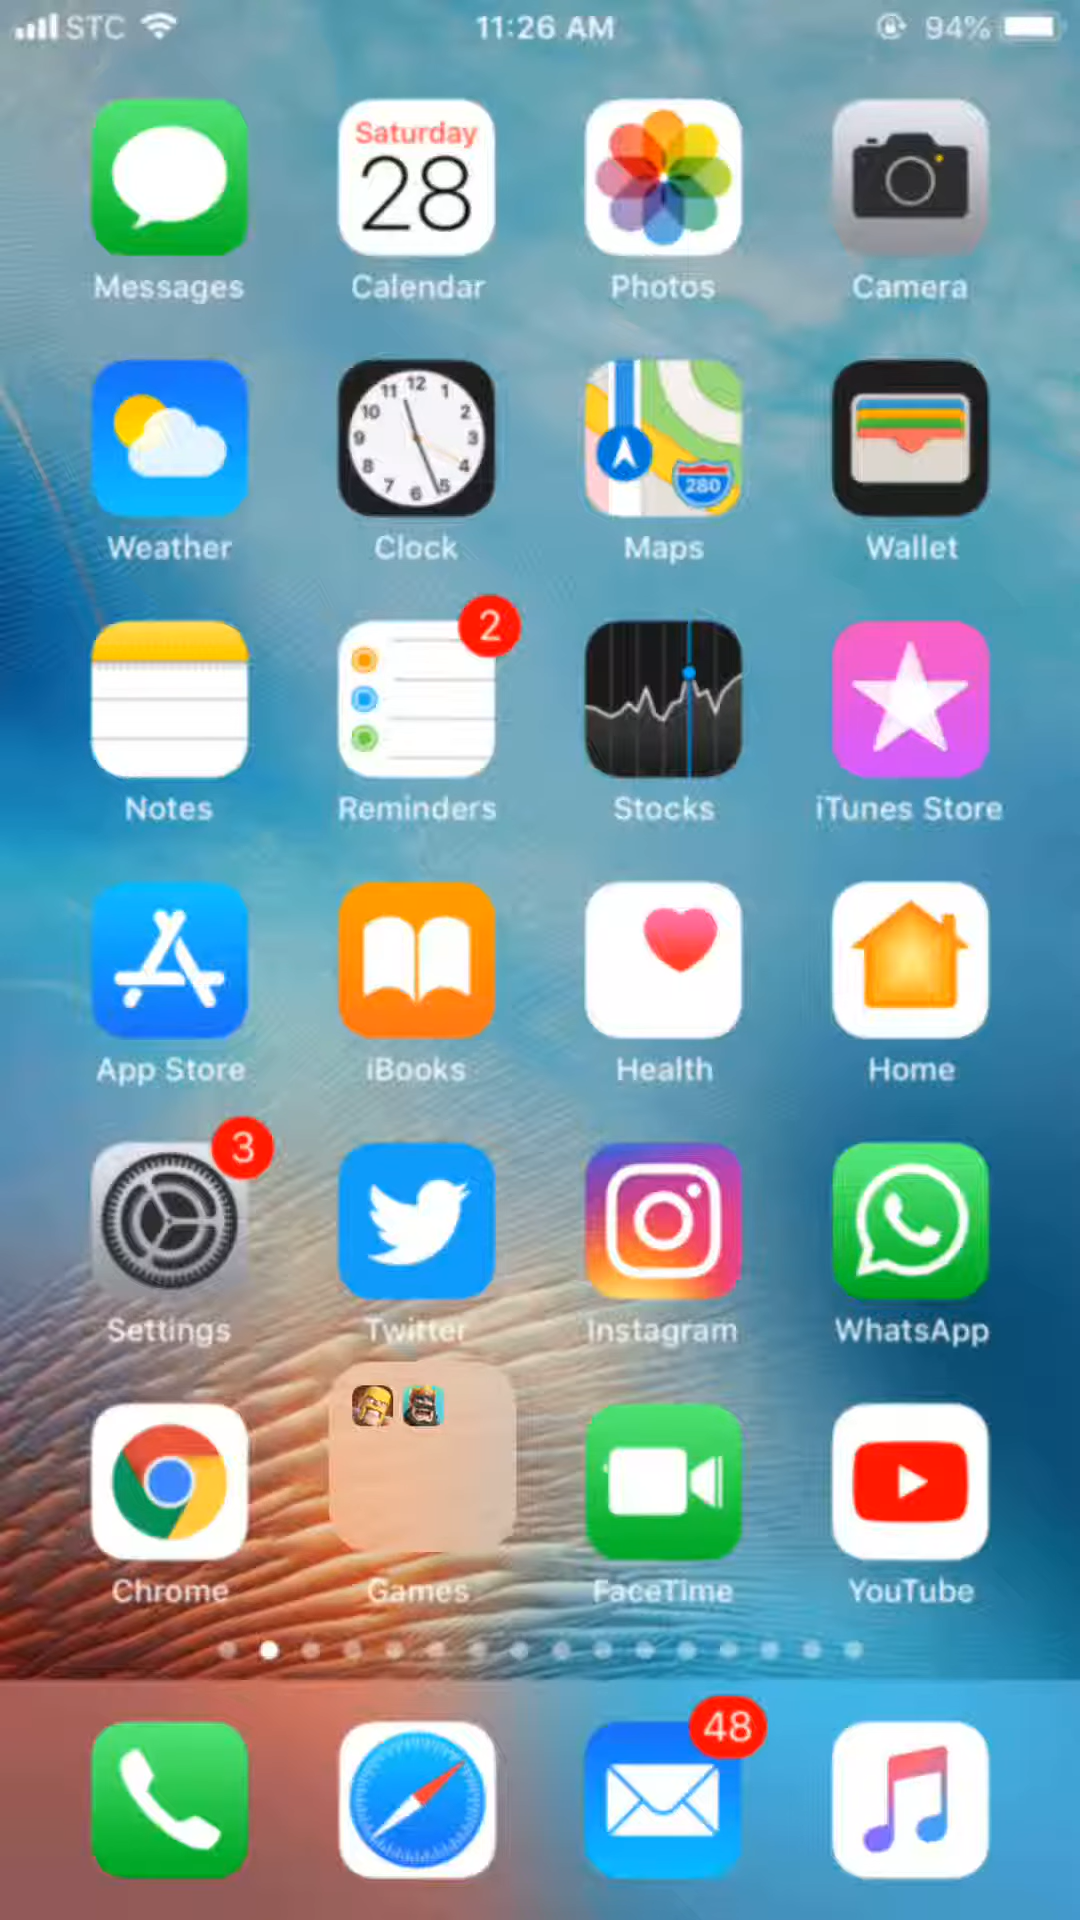 STC 11:26 AM 94%
Saturday
28
Messages Calendar Photos Camera
12
11 1
10 2
9 3
8 4
7 5
6
280
Weather Clock Maps Wallet
2
Notes Reminders Stocks iTunes Store
App Store iBooks Health Home
3
Settings Twitter Instagram WhatsApp
Chrome Games FaceTime YouTube
48